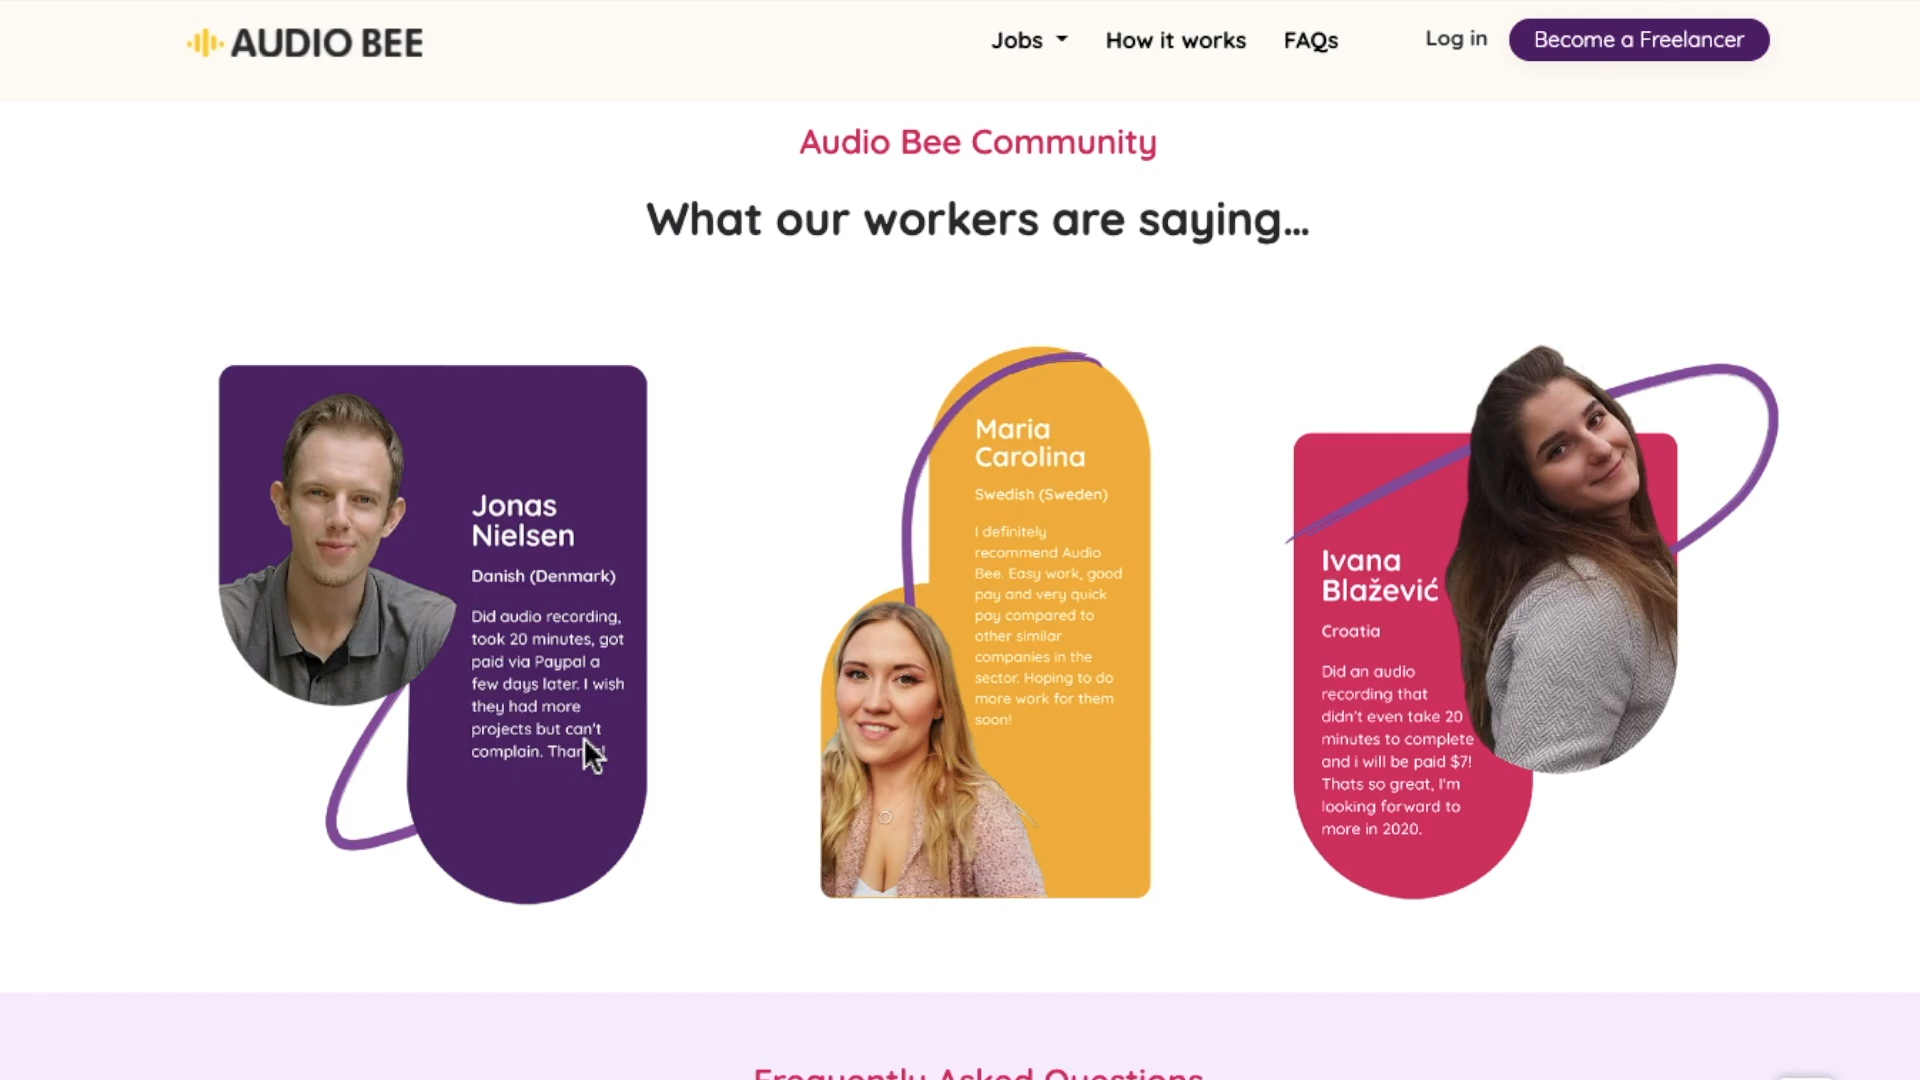 AUDIO BEE
Jobs
How it works
FAQs
Log in
Become a Freelancer
Audio Bee Community
What our workers are saying...
Jonas
Nielsen
Danish (Denmark)
Did audio recording,
took 20 minutes, got
paid via Paypal a
few days later. I wish
they had more
projects but can't
complain.
Maria
Carolina
Swedish (Sweden)
I definitely
recommend Audio
Bee. Easy work, good
pay and very quick
pay compared to
other similar
companies in the
sector. Hoping to do
more work for them
soon!
Ivana
Blažević
Croatia
Did an audio
recording that
didn't even take 20
minutes to complete
and i will be paid $7!
Thats so great, I'm
looking forward to
more in 2020.
Frequently Asked Questions